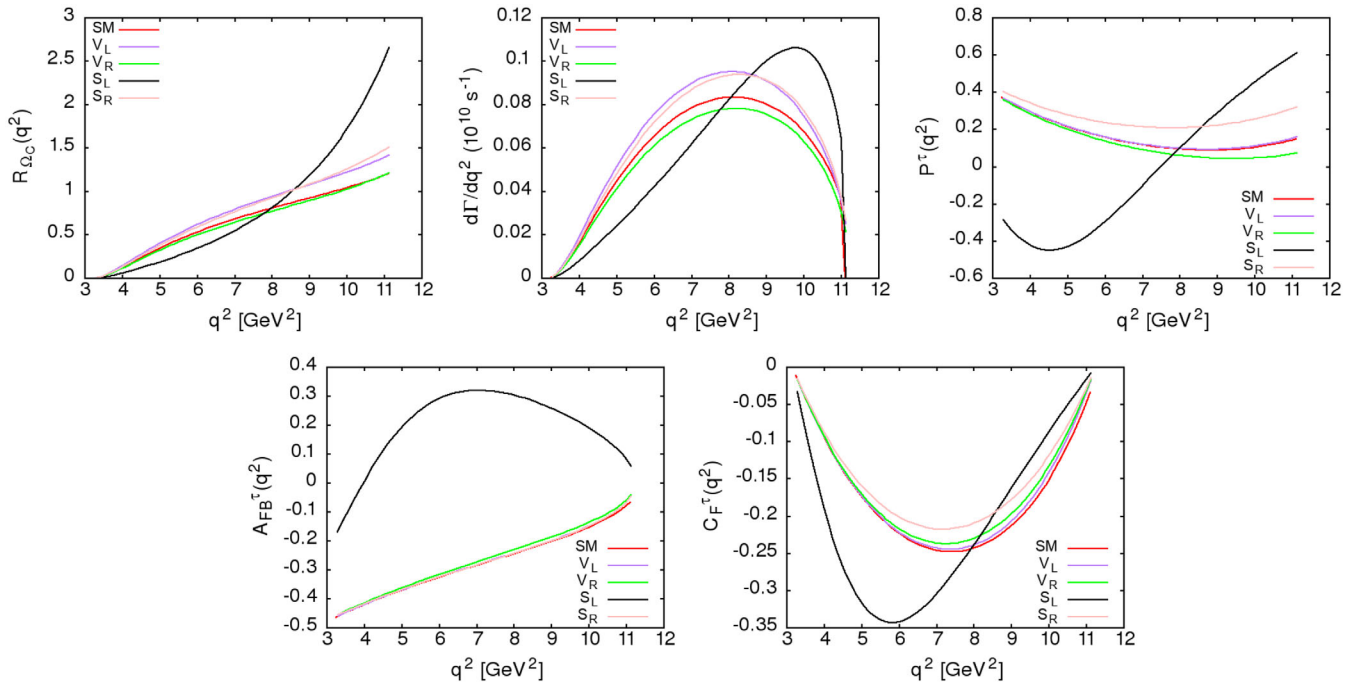 SM
V_L
V_R
S_L
S_R
3
2.5
2
1.5
1
0.5
0
3 4 5 6 7 8 9 10 11 12
R_{Ω_C}(q²)
q² [GeV²]
SM
V_L
V_R
S_L
S_R
0.12
0.1
0.08
0.06
0.04
0.02
0
3 4 5 6 7 8 9 10 11 12
dΓ/dq² (10¹⁰ s⁻¹)
q² [GeV²]
0.8
0.6
0.4
0.2
0
-0.2
-0.4
-0.6
3 4 5 6 7 8 9 10 11 12
P^τ(q²)
q² [GeV²]
SM
V_L
V_R
S_L
S_R
0.4
0.3
0.2
0.1
0
-0.1
-0.2
-0.3
-0.4
-0.5
3 4 5 6 7 8 9 10 11 12
A_{FB}^τ(q²)
q² [GeV²]
SM
V_L
V_R
S_L
S_R
0
-0.05
-0.1
-0.15
-0.2
-0.25
-0.3
-0.35
3 4 5 6 7 8 9 10 11 12
C_F^τ(q²)
q² [GeV²]
SM
V_L
V_R
S_L
S_R